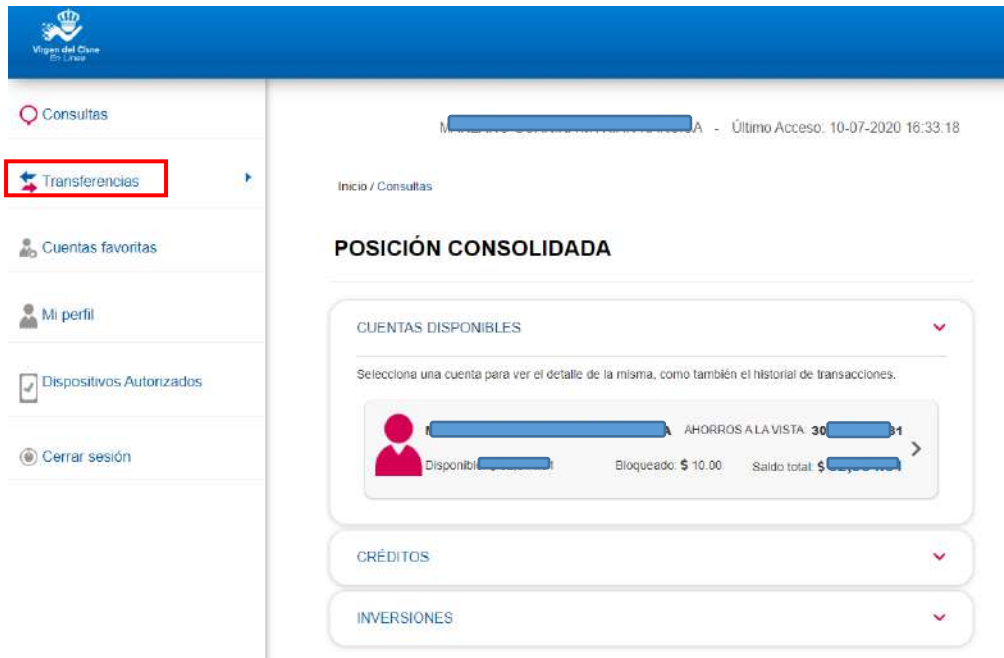 Virgen del Cisne
En Línea
Consultas
Transferencias
Cuentas favoritas
Mi perfil
Dispositivos Autorizados
Cerrar sesión
- Último Acceso: 10-07-2020 16:33:18
Inicio / Consultas
POSICIÓN CONSOLIDADA
CUENTAS DISPONIBLES
Selecciona una cuenta para ver el detalle de la misma, como también el historial de transacciones.
AHORROS A LA VISTA: 30
Bloqueado: $ 10.00 Saldo total: $
CRÉDITOS
INVERSIONES